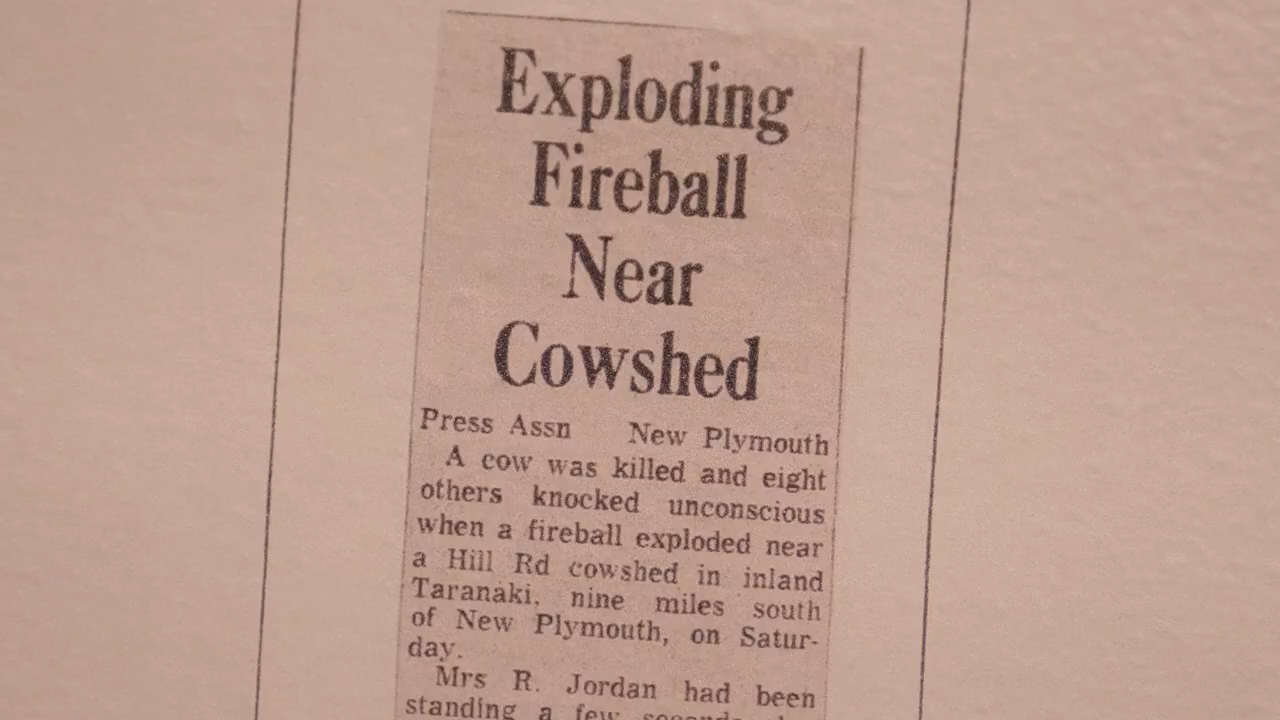 Exploding
Fireball
Near
Cowshed
Press Assn New Plymouth
A cow was killed and eight
others knocked unconscious
when a fireball exploded near
a Hill Rd cowshed in inland
Taranaki, nine miles south
of New Plymouth, on Satur-
day.
Mrs R. Jordan had been
standing a few seconds